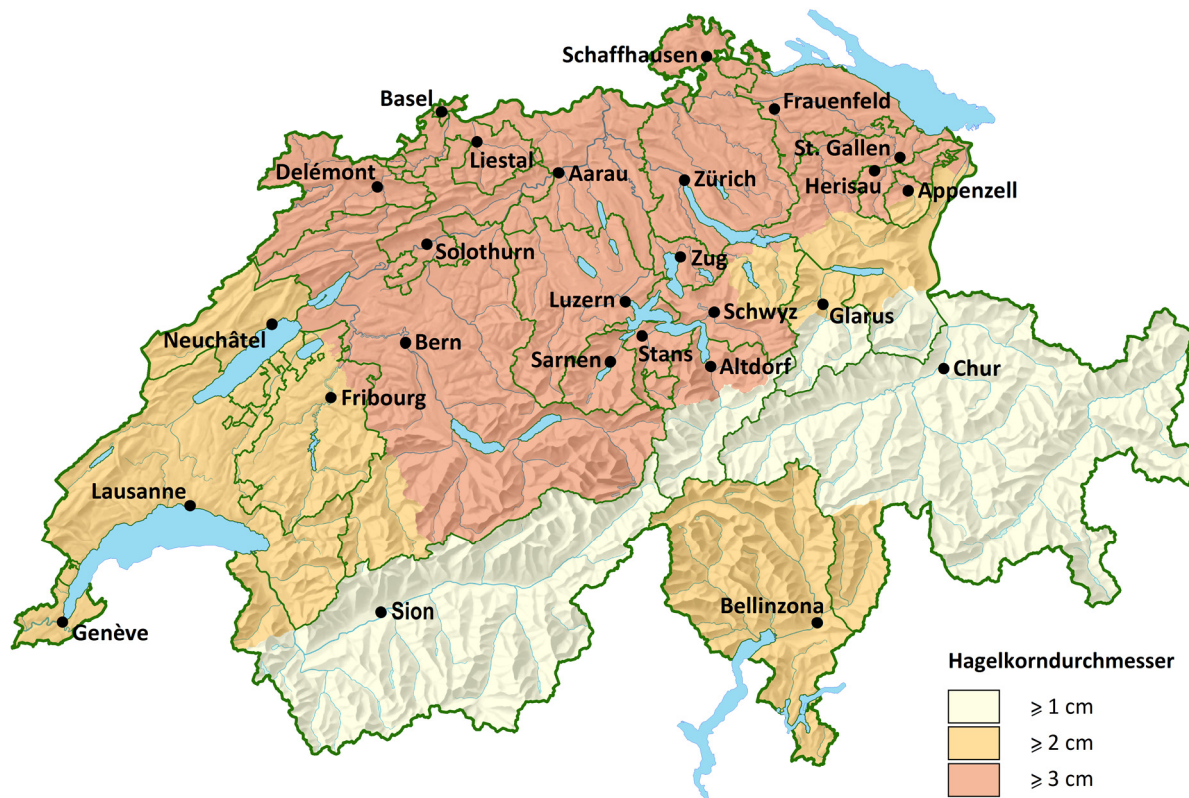 Schaffhausen
Basel
Frauenfeld
Liestal
St. Gallen
Delémont
Aarau
Zürich
Herisau
Appenzell
Solothurn
Zug
Luzern
Schwyz
Glarus
Neuchâtel
Bern
Sarnen
Stans
Altdorf
Chur
Fribourg
Lausanne
Sion
Bellinzona
Genève
Hagelkorndurchmesser
⩾ 1 cm
⩾ 2 cm
⩾ 3 cm